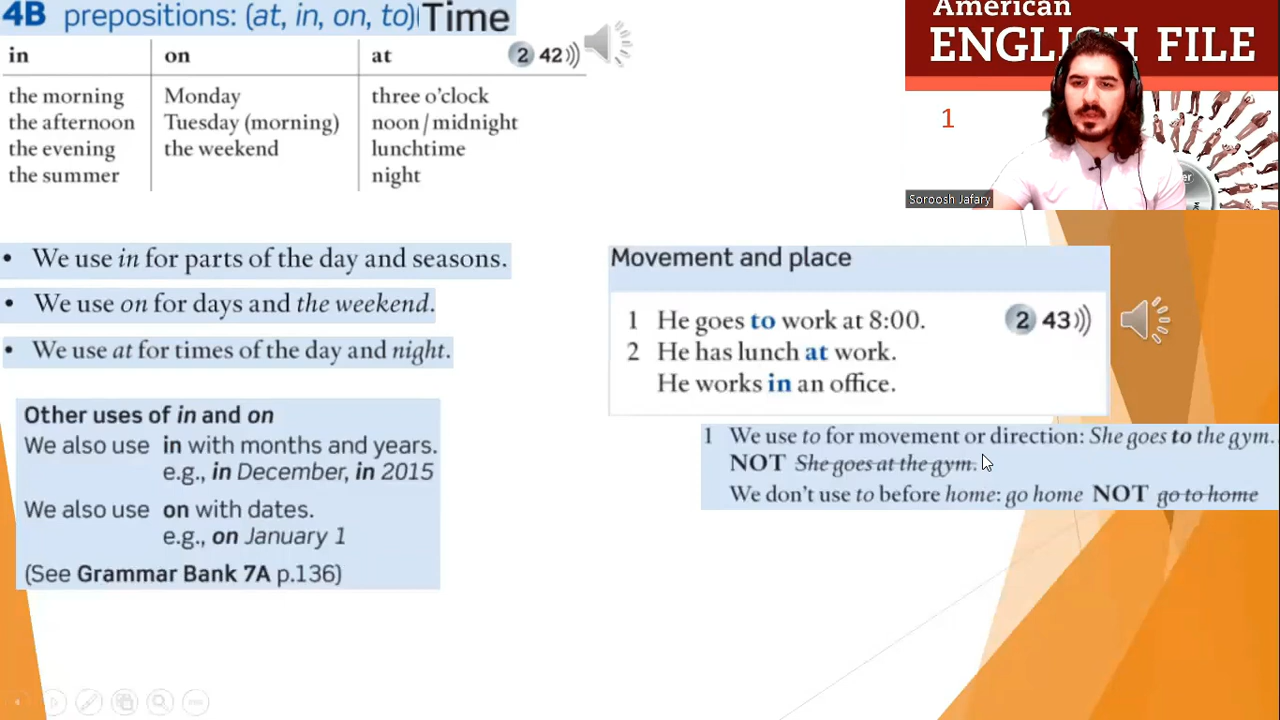 4B prepositions: (at, in, on, to) Time
in on at 2 42
the morning Monday three o'clock
the afternoon Tuesday (morning) noon / midnight
the evening the weekend lunchtime
the summer night
• We use in for parts of the day and seasons.
• We use on for days and the weekend.
• We use at for times of the day and night.
Other uses of in and on
We also use in with months and years.
e.g., in December, in 2015
We also use on with dates.
e.g., on January 1
(See Grammar Bank 7A p.136)
American
ENGLISH FILE
1
Soroosh Jafary
Movement and place
1 He goes to work at 8:00. 2 43
2 He has lunch at work.
He works in an office.
1 We use to for movement or direction: She goes to the gym.
NOT She goes at the gym.
We don't use to before home: go home NOT go to home